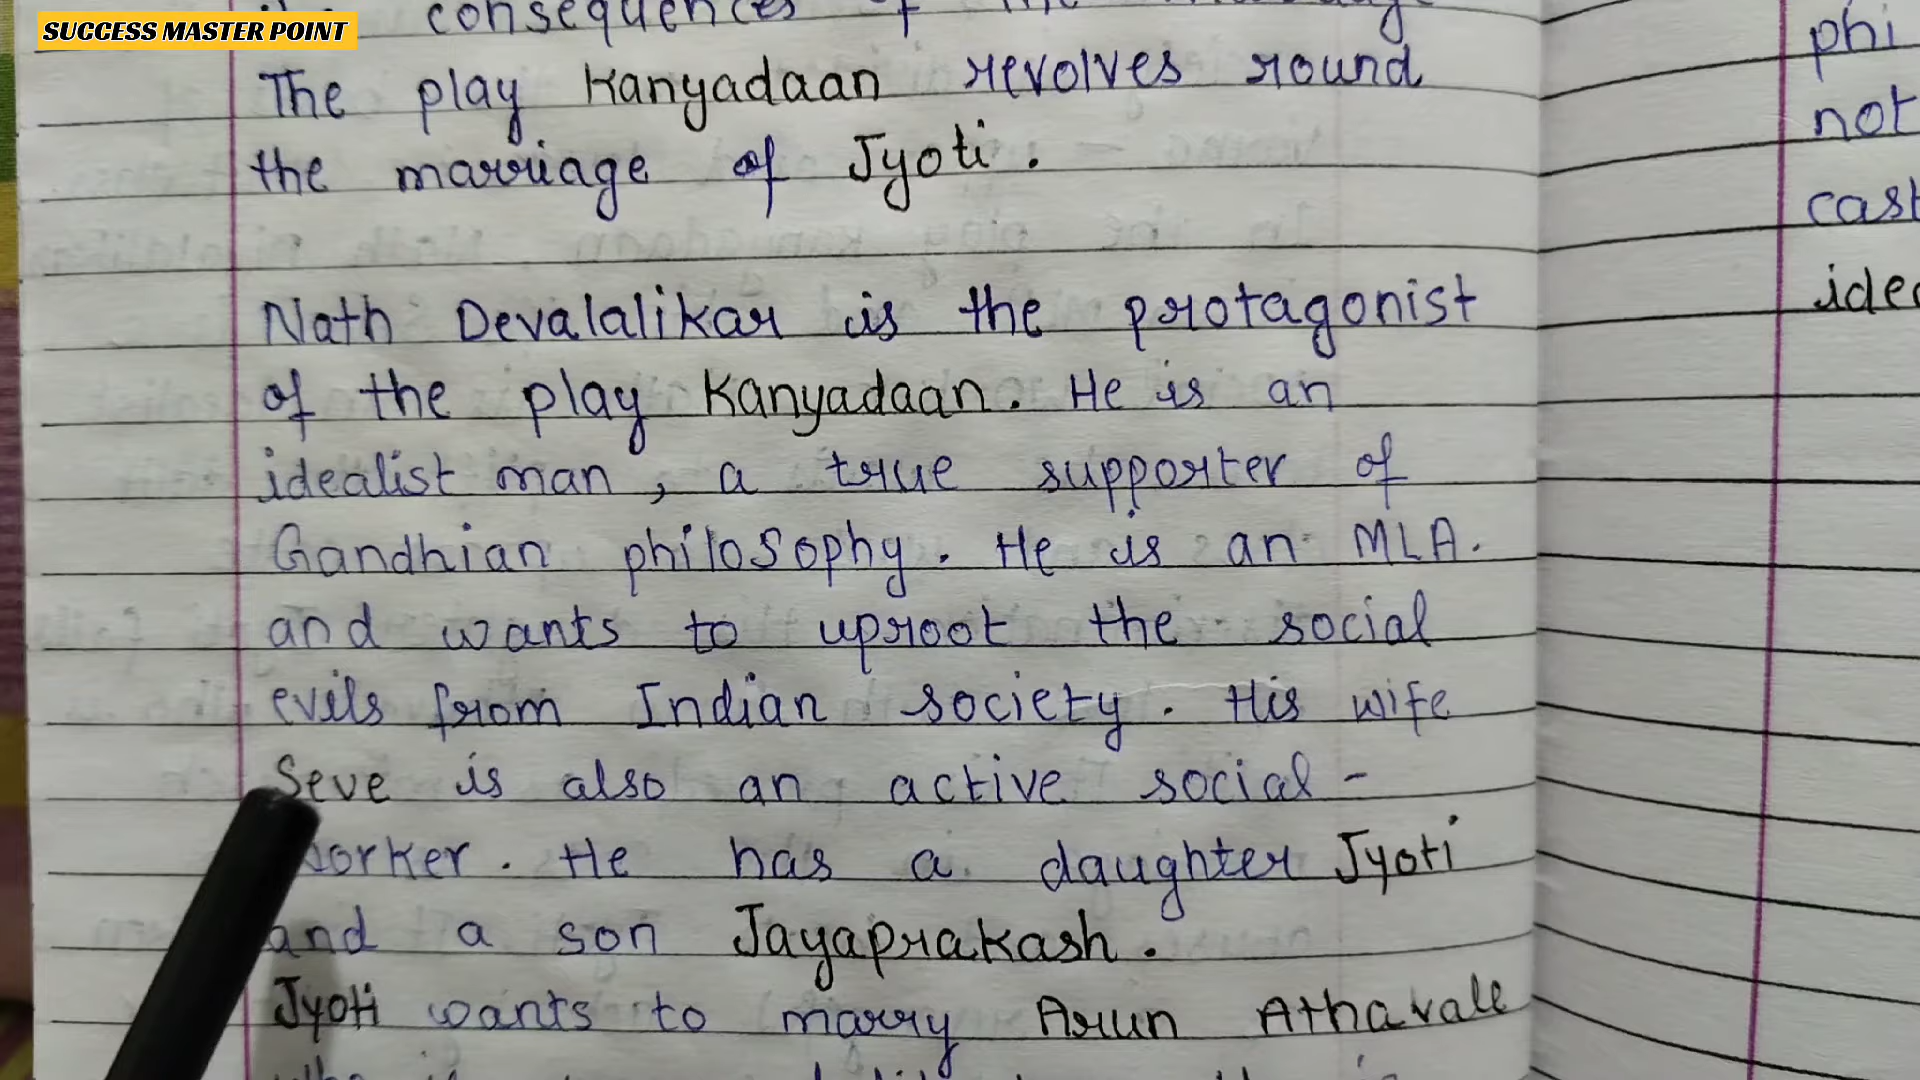 SUCCESS MASTER POINT
consequences of the
The play Kanyadaan revolves round
the marriage of Jyoti.
Nath Devalalikar is the protagonist
of the play Kanyadaan. He is an
idealist man, a true supporter of
Gandhian philosophy. He is an MLA.
and wants to uproot the social
evils from Indian society. His wife
Seve is also an active social-
worker. He has a daughter Jyoti
and a son Jayaprakash.
Jyoti wants to marry Arun Athavale
phi
not
cast
idea